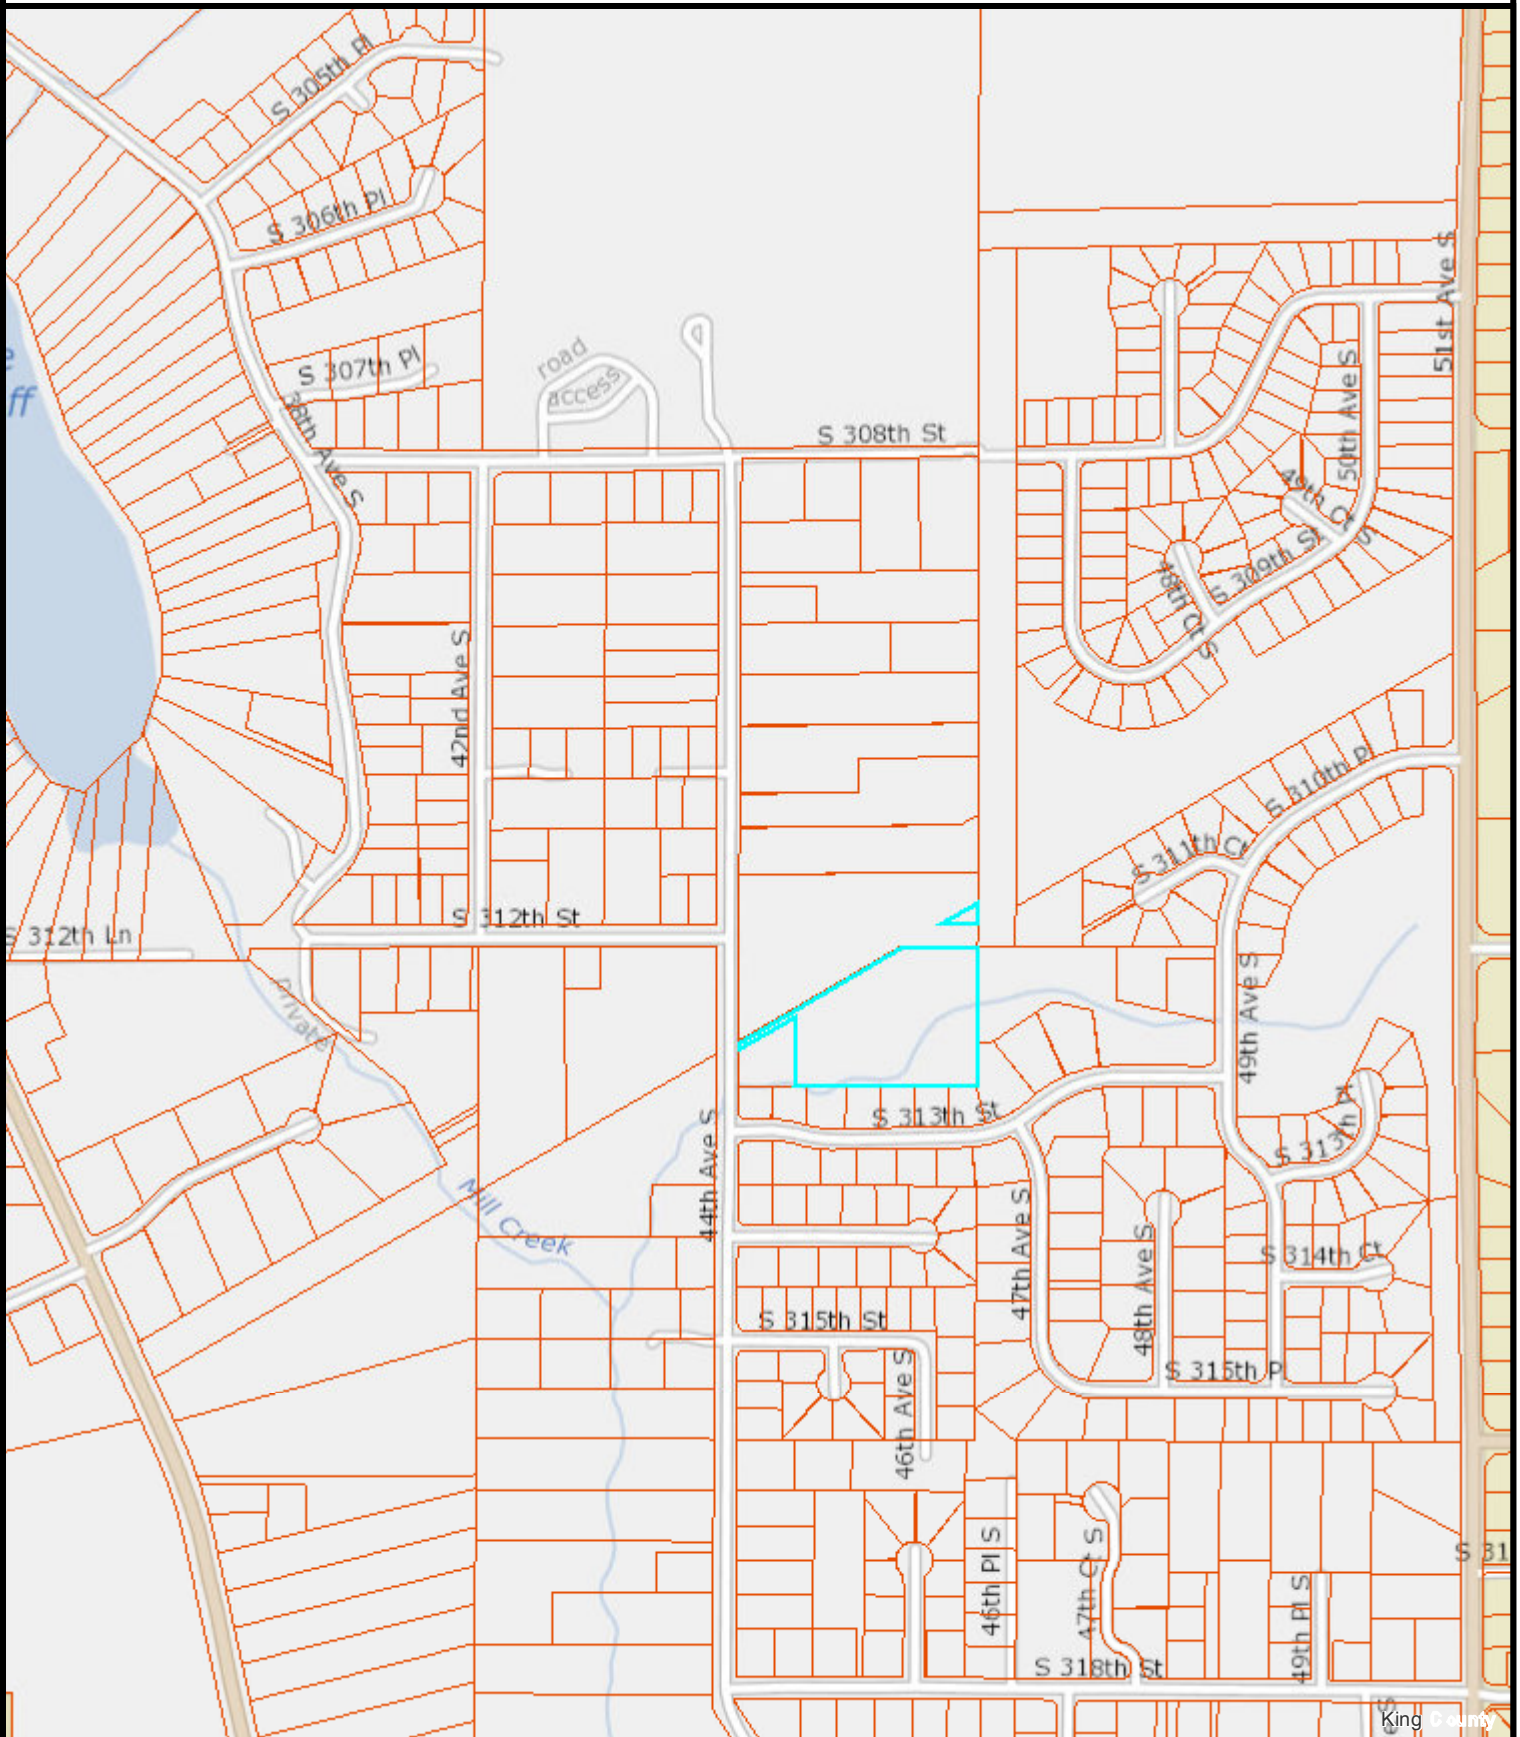 S 305th Pl
S 306th Pl
51st Ave S
e
ff
road
access
S 307th Pl
50th Ave S
38th Ave S
S 308th St
49th Ct S
S 309th St
48th Ct S
42nd Ave S
S 310th Pl
S 311th Ct
S 312th St
S 312th Ln
private
49th Ave S
S 313th St
44th Ave S
S 313th Pl
Mill Creek
47th Ave S
48th Ave S
S 314th Ct
S 315th St
46th Ave S
S 315th P
46th Pl S
47th Ct S
S 31
49th Pl S
S 318th St
e S
King County